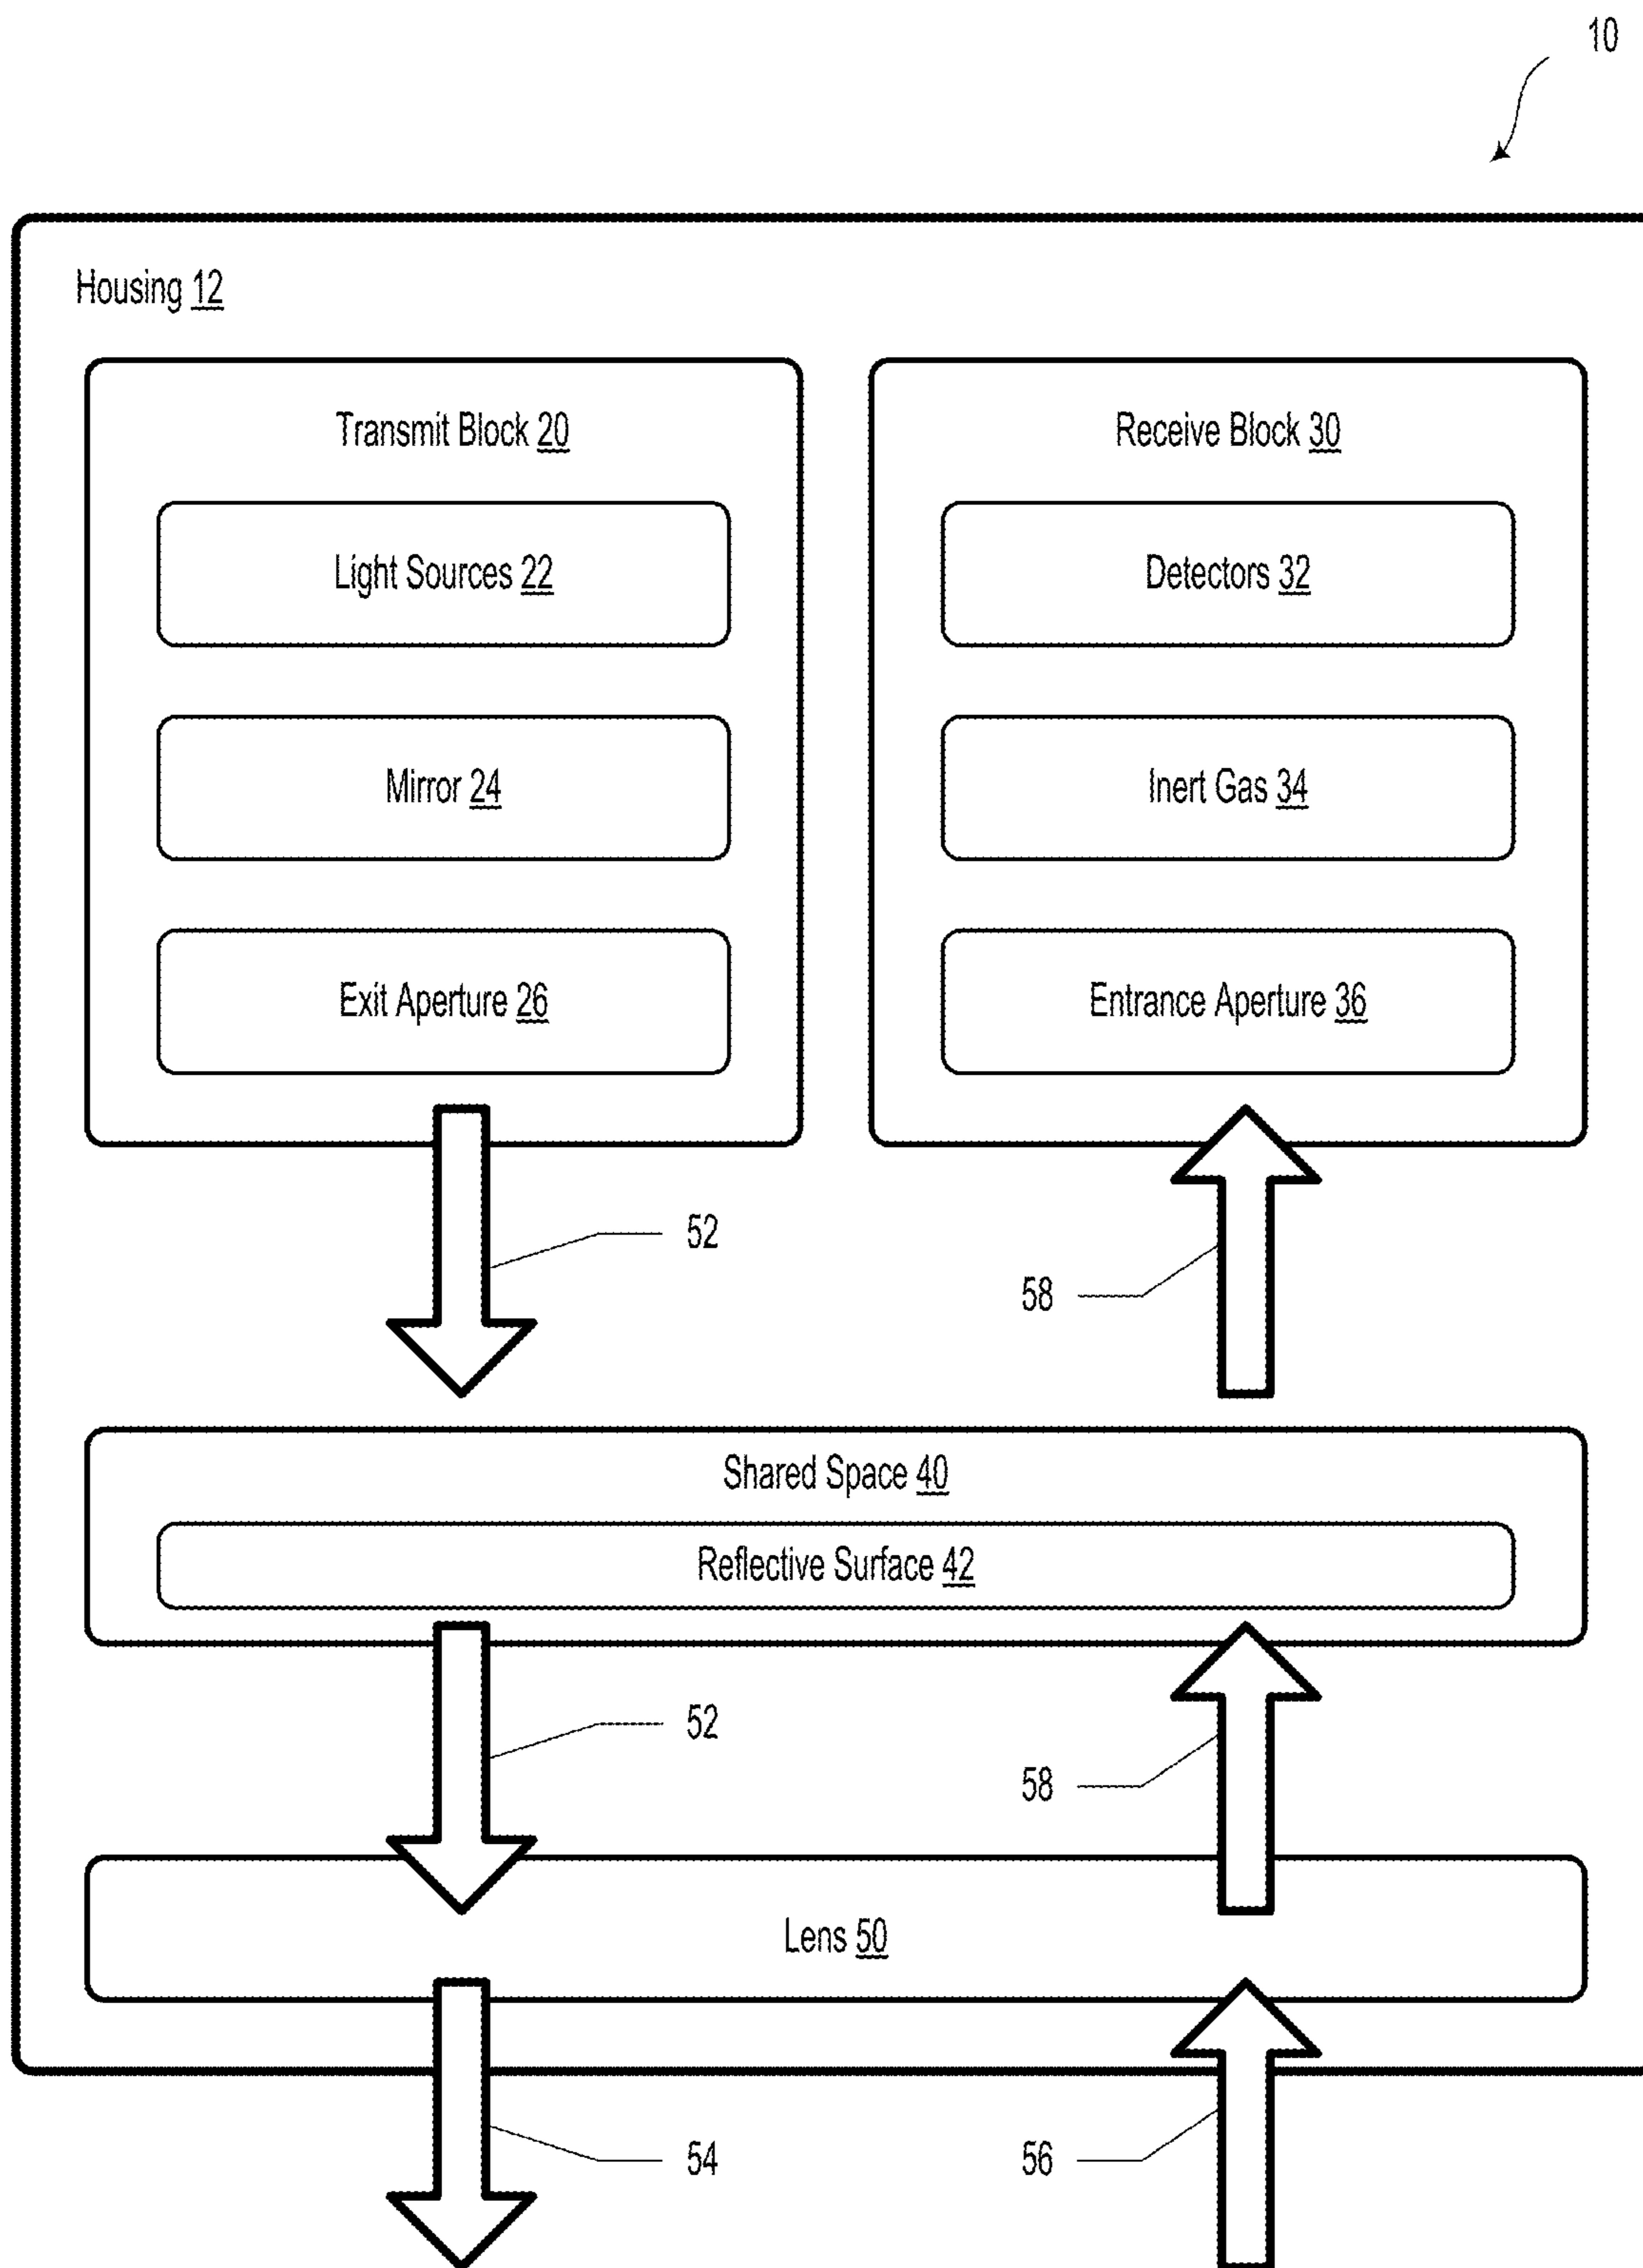 10
Housing 12
Transmit Block 20
Receive Block 30
Light Sources 22
Detectors 32
Mirror 24
Inert Gas 34
Exit Aperture 26
Entrance Aperture 36
52
58
Shared Space 40
Reflective Surface 42
52
58
Lens 50
54
56